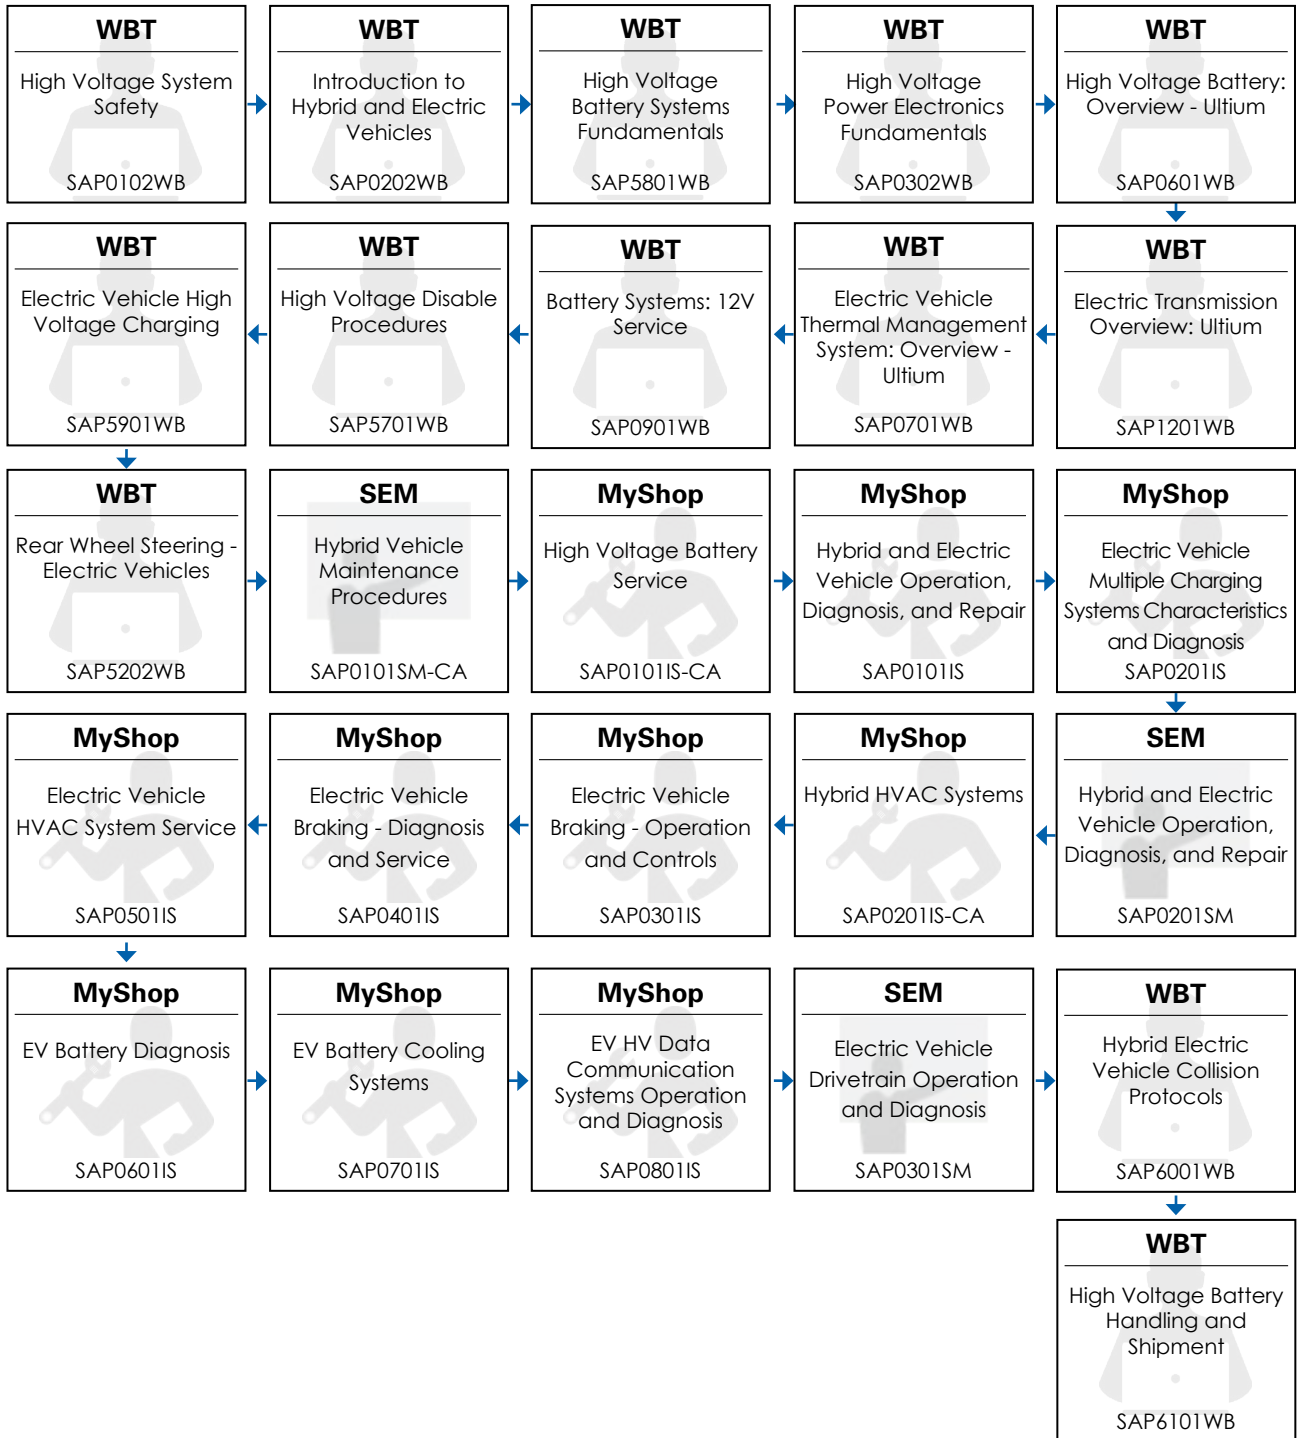 WBT
High Voltage System
Safety
SAP0102WB
WBT
Introduction to
Hybrid and Electric
Vehicles
SAP0202WB
WBT
High Voltage
Battery Systems
Fundamentals
SAP5801WB
WBT
High Voltage
Power Electronics
Fundamentals
SAP0302WB
WBT
High Voltage Battery:
Overview - Ultium
SAP0601WB
WBT
Electric Transmission
Overview: Ultium
SAP1201WB
WBT
Electric Vehicle
Thermal Management
System: Overview -
Ultium
SAP0701WB
WBT
Battery Systems: 12V
Service
SAP0901WB
WBT
High Voltage Disable
Procedures
SAP5701WB
WBT
Electric Vehicle High
Voltage Charging
SAP5901WB
WBT
Rear Wheel Steering -
Electric Vehicles
SAP5202WB
SEM
Hybrid Vehicle
Maintenance
Procedures
SAP0101SM-CA
MyShop
High Voltage Battery
Service
SAP0101IS-CA
MyShop
Hybrid and Electric
Vehicle Operation,
Diagnosis, and Repair
SAP0101IS
MyShop
Electric Vehicle
Multiple Charging
Systems Characteristics
and Diagnosis
SAP0201IS
SEM
Hybrid and Electric
Vehicle Operation,
Diagnosis, and Repair
SAP0201SM
MyShop
Hybrid HVAC Systems
SAP0201IS-CA
MyShop
Electric Vehicle
Braking - Operation
and Controls
SAP0301IS
MyShop
Electric Vehicle
Braking - Diagnosis
and Service
SAP0401IS
MyShop
Electric Vehicle
HVAC System Service
SAP0501IS
MyShop
EV Battery Diagnosis
SAP0601IS
MyShop
EV Battery Cooling
Systems
SAP0701IS
MyShop
EV HV Data
Communication
Systems Operation
and Diagnosis
SAP0801IS
SEM
Electric Vehicle
Drivetrain Operation
and Diagnosis
SAP0301SM
WBT
Hybrid Electric
Vehicle Collision
Protocols
SAP6001WB
WBT
High Voltage Battery
Handling and
Shipment
SAP6101WB